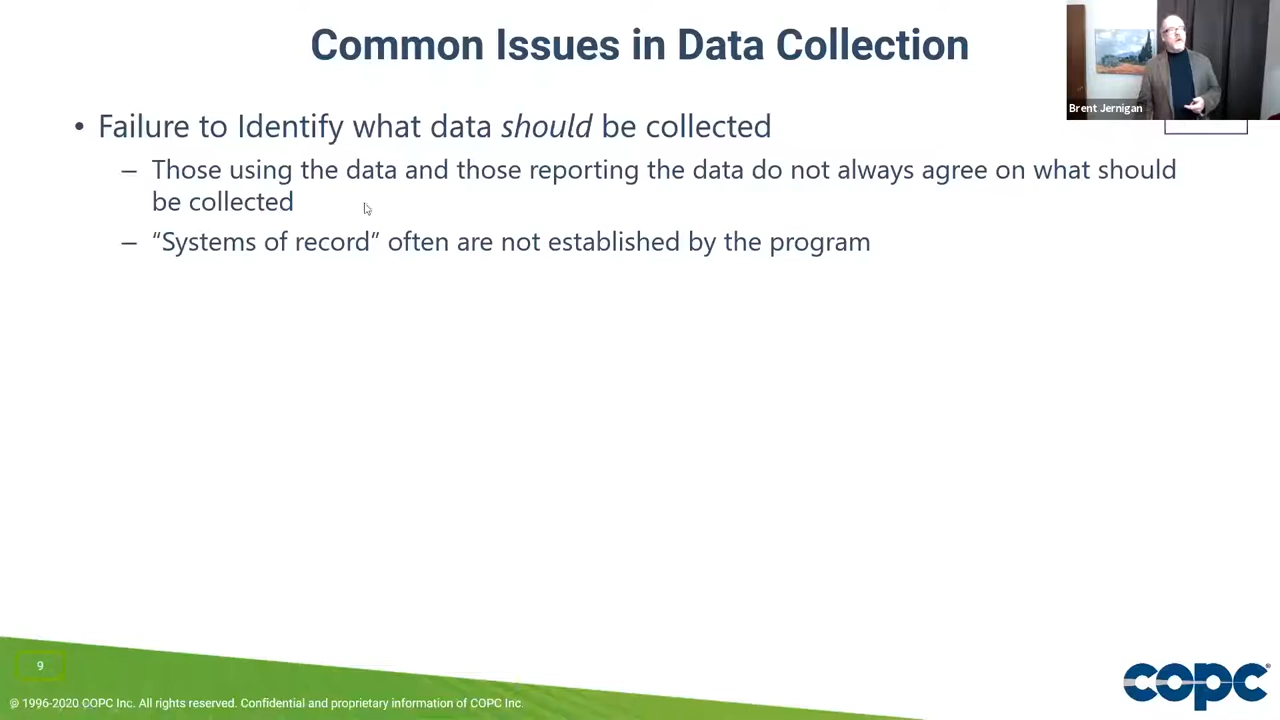 Common Issues in Data Collection
Brent Jernigan
• Failure to Identify what data should be collected
– Those using the data and those reporting the data do not always agree on what should
be collected
– “Systems of record” often are not established by the program
9
@ 1996-2020 COPC Inc. All rights reserved. Confidential and proprietary information of COPC Inc.
copc®